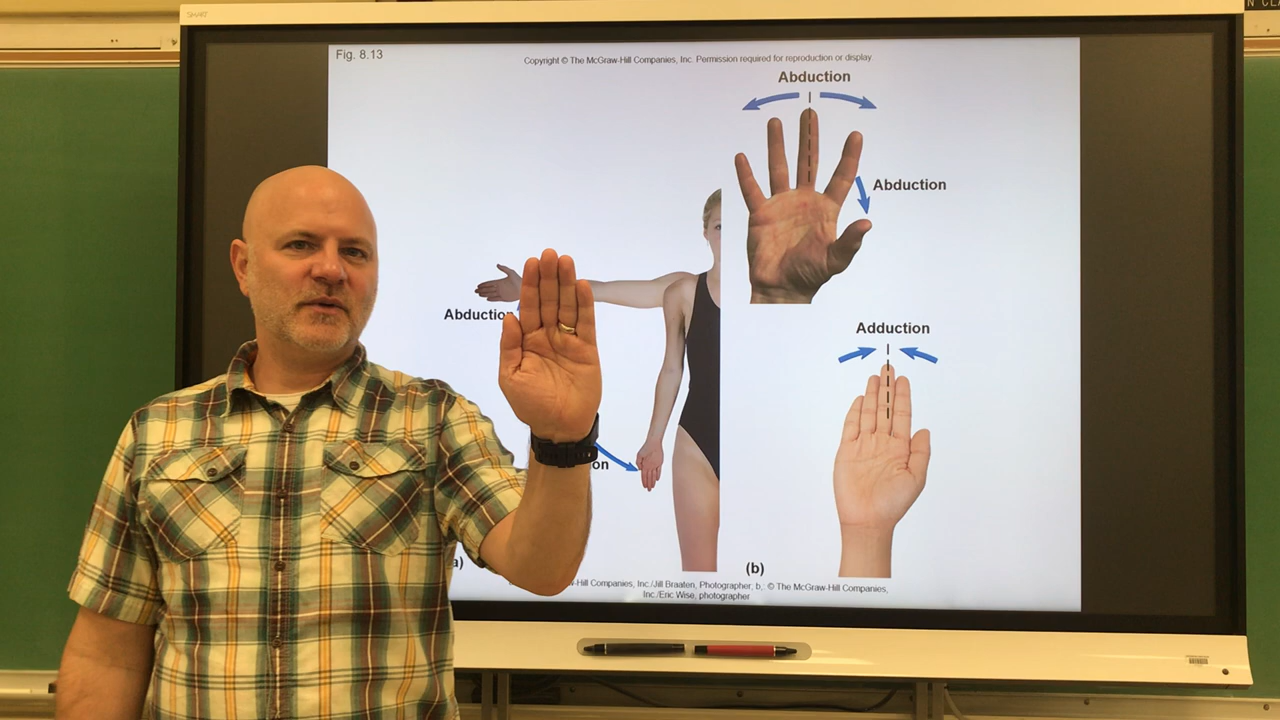 SMART
Fig. 8.13
Copyright © The McGraw-Hill Companies, Inc. Permission required for reproduction or display.
Abduction
Abduction
Abduction
Adduction
on
a)
(b)
-Hill Companies, Inc./Jill Braaten, Photographer; b,: © The McGraw-Hill Companies,
Inc./Eric Wise, photographer